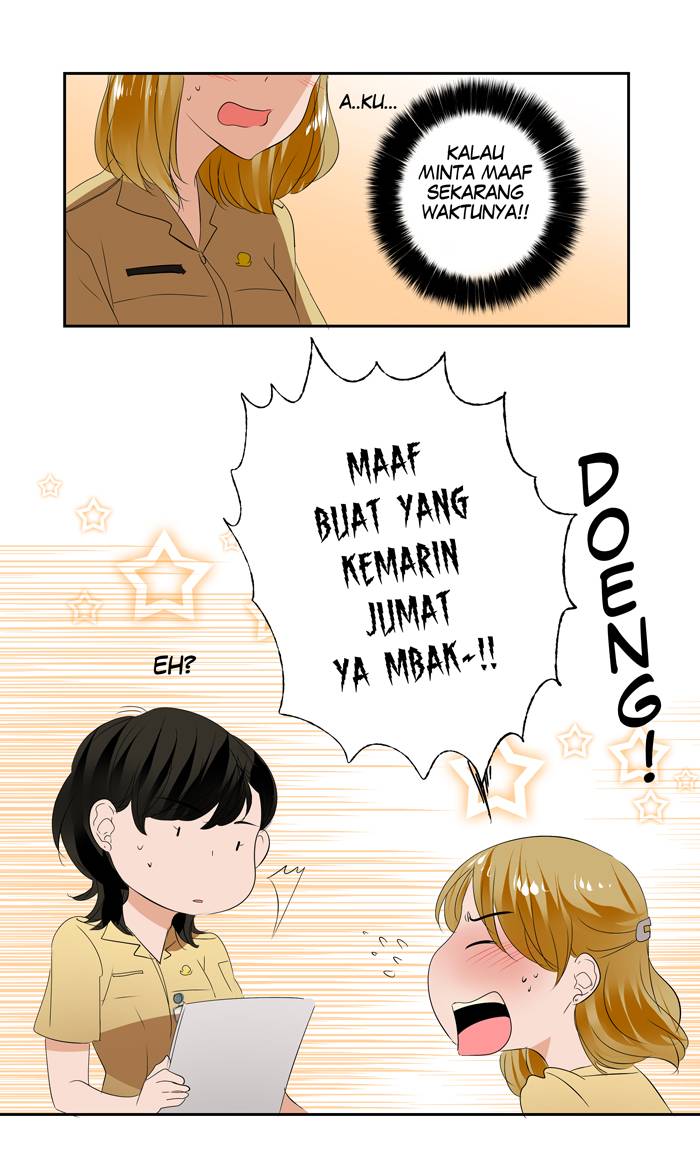 A..KU...
KALAU
MINTA MAAF
SEKARANG
WAKTUNYA!!
MAAF
BUAT YANG
KEMARIN
JUMAT
YA MBAK~!!
DOENG!
EH?